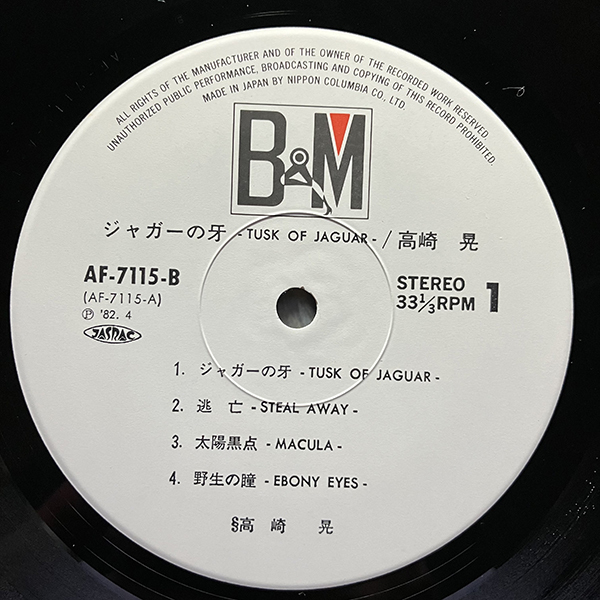 ALL RIGHTS OF THE MANUFACTURER AND OF THE OWNER OF THE RECORDED WORK RESERVED.
UNAUTHORIZED PUBLIC PERFORMANCE, BROADCASTING AND COPYING OF THIS RECORD PROHIBITED.
MADE IN JAPAN BY NIPPON COLUMBIA CO., LTD.
B&M
ジャガーの牙 - TUSK OF JAGUAR - / 高崎 晃
AF-7115-B
(AF-7115-A)
Ⓟ '82. 4
JASRAC
STEREO
33 1/3 RPM 1
1. ジャガーの牙 - TUSK OF JAGUAR -
2. 逃 亡 - STEAL AWAY -
3. 太陽黒点 - MACULA -
4. 野生の瞳 - EBONY EYES -
§高 崎 晃